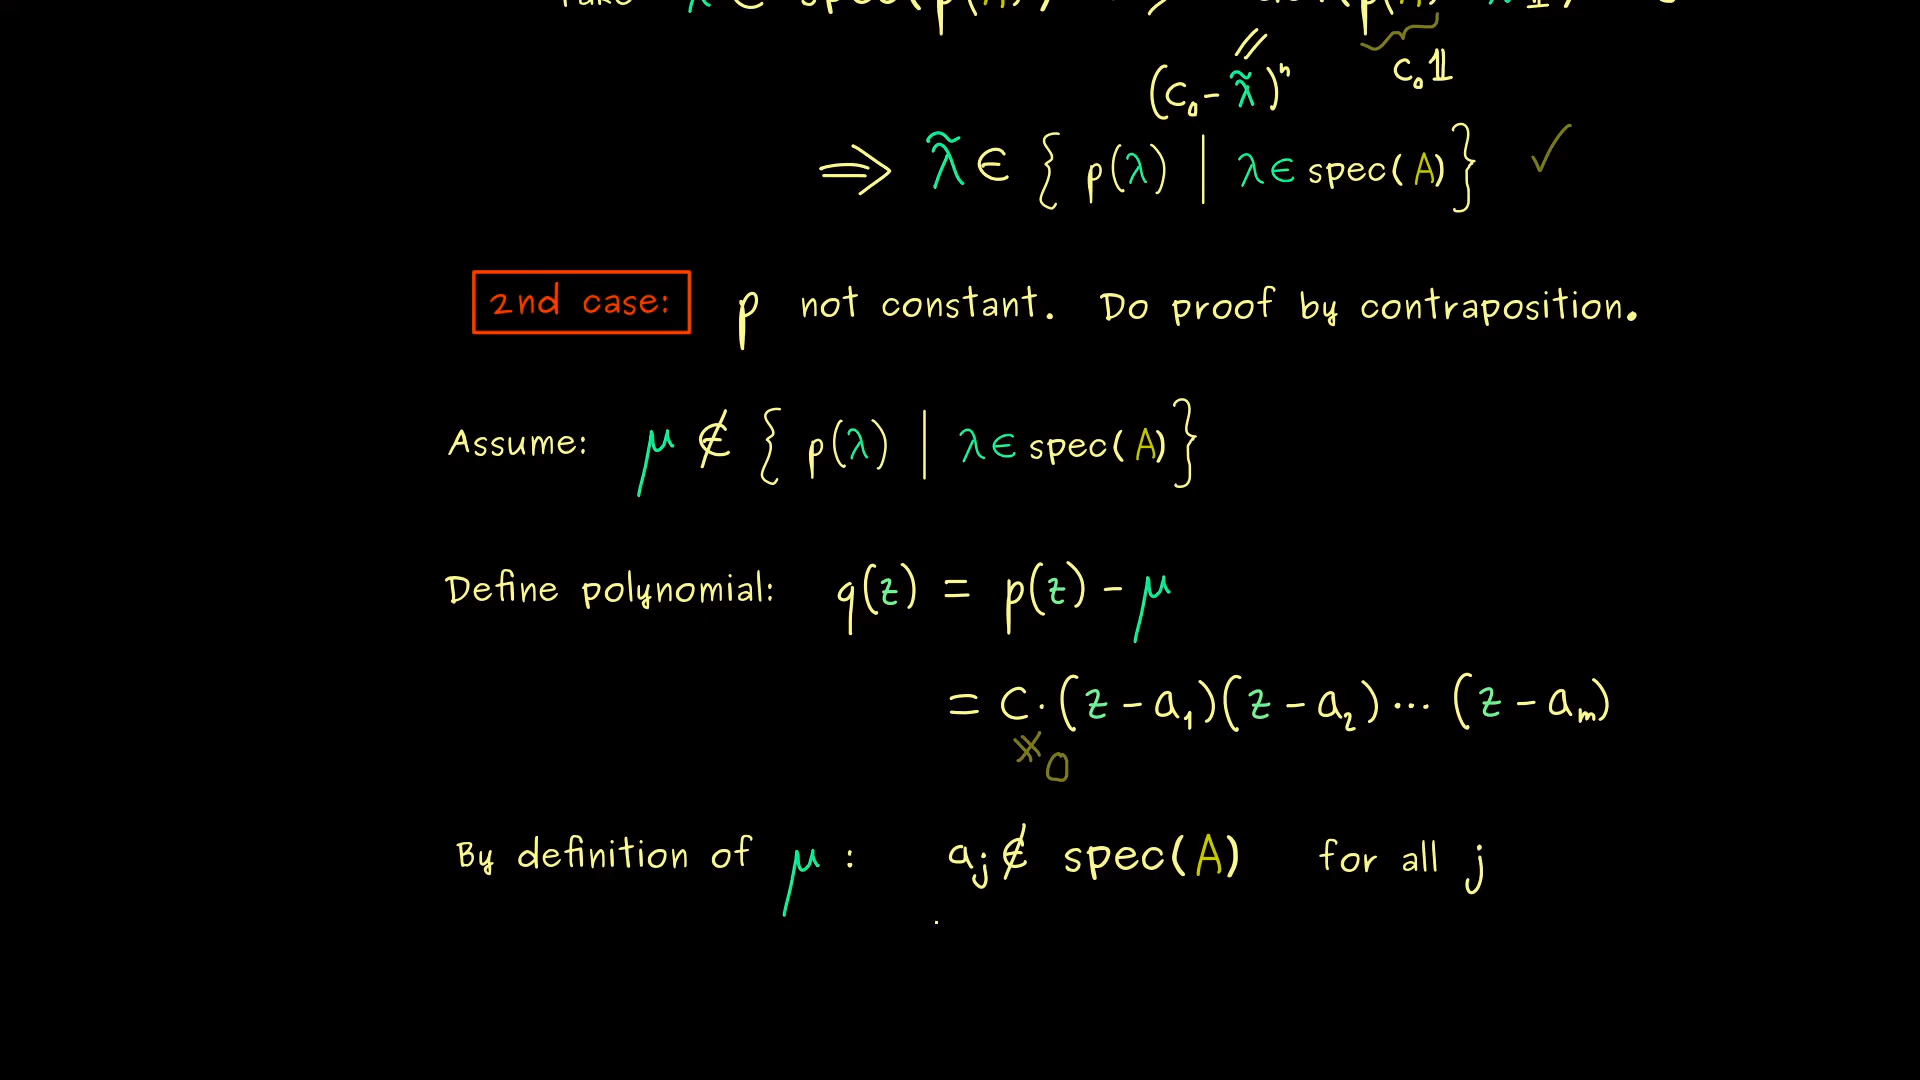 (c₀ - λ̃)ⁿ c₀𝟙
⟹ λ̃ ∈ { p(λ) | λ ∈ spec(A) } ✓
2nd case: p not constant. Do proof by contraposition.
Assume: μ ∉ { p(λ) | λ ∈ spec(A) }
Define polynomial: q(z) = p(z) - μ
= c · (z - a₁)(z - a₂) ⋯ (z - aₘ)
≠ 0
By definition of μ : aⱼ ∉ spec(A) for all j